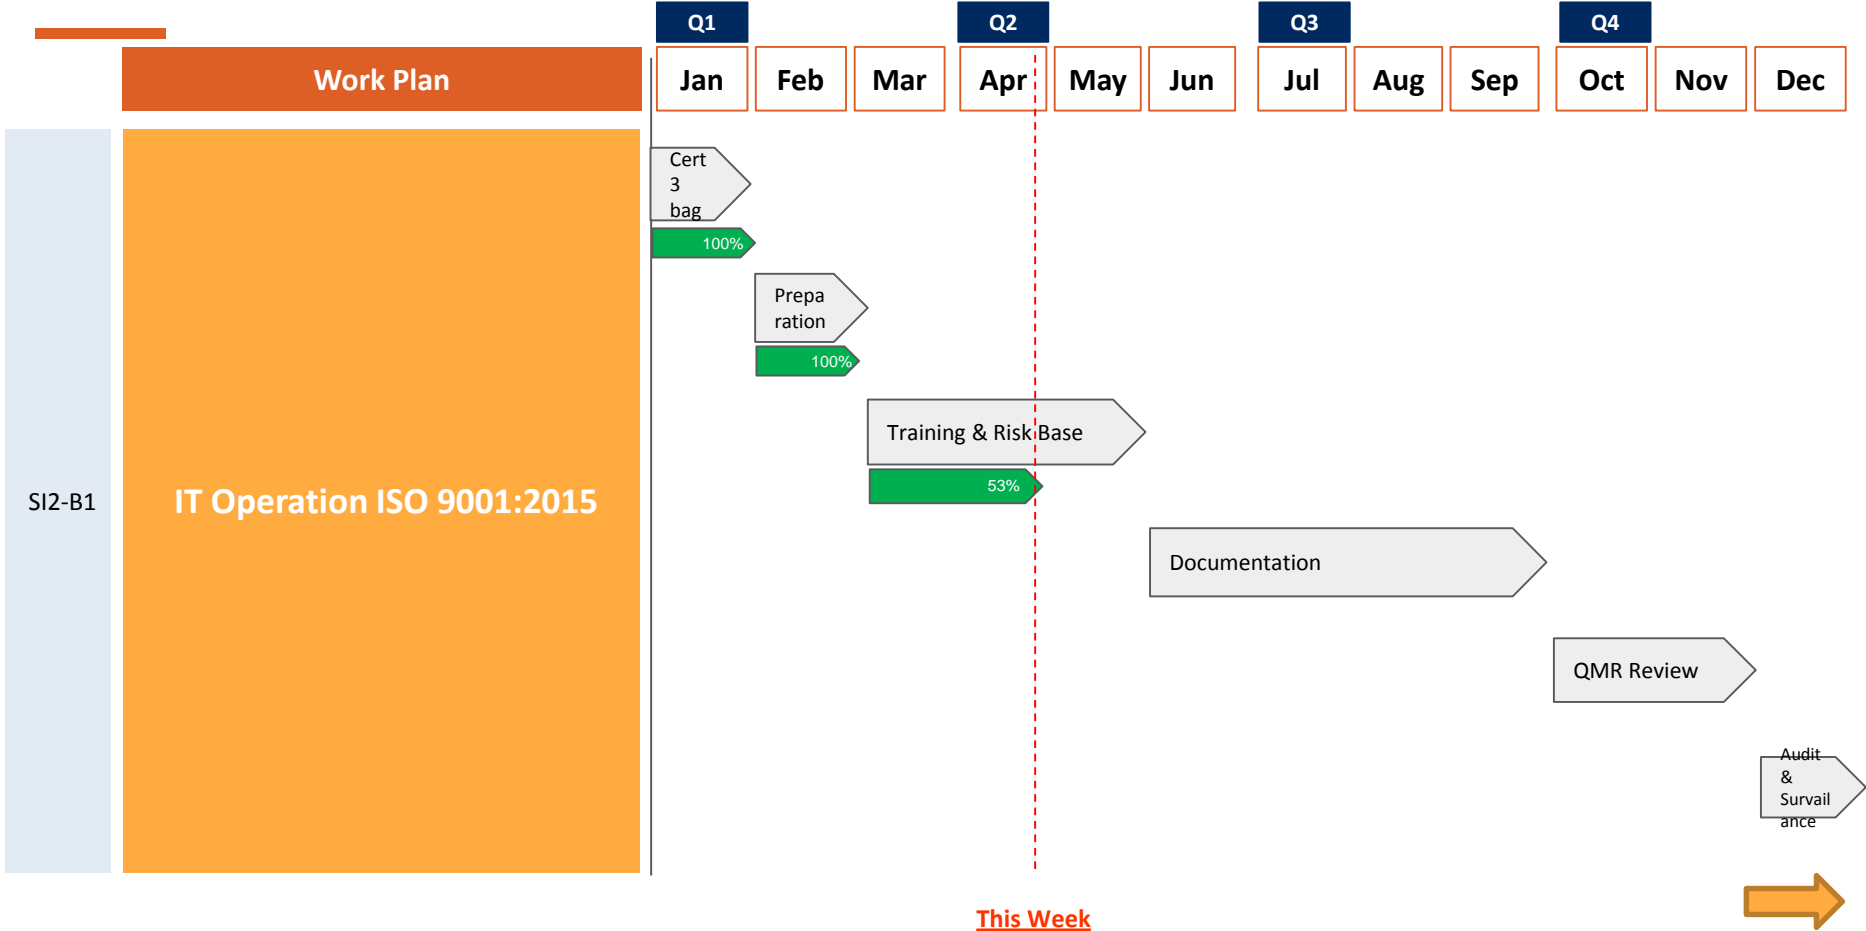 Q1
Q2
Q3
Q4
Work Plan
Jan
Feb
Mar
Apr
May
Jun
Jul
Aug
Sep
Oct
Nov
Dec
SI2-B1
IT Operation ISO 9001:2015
Cert
3
bag
100%
Prepa
ration
100%
Training & Risk Base
53%
Documentation
QMR Review
Audit
&
Survail
ance
This Week